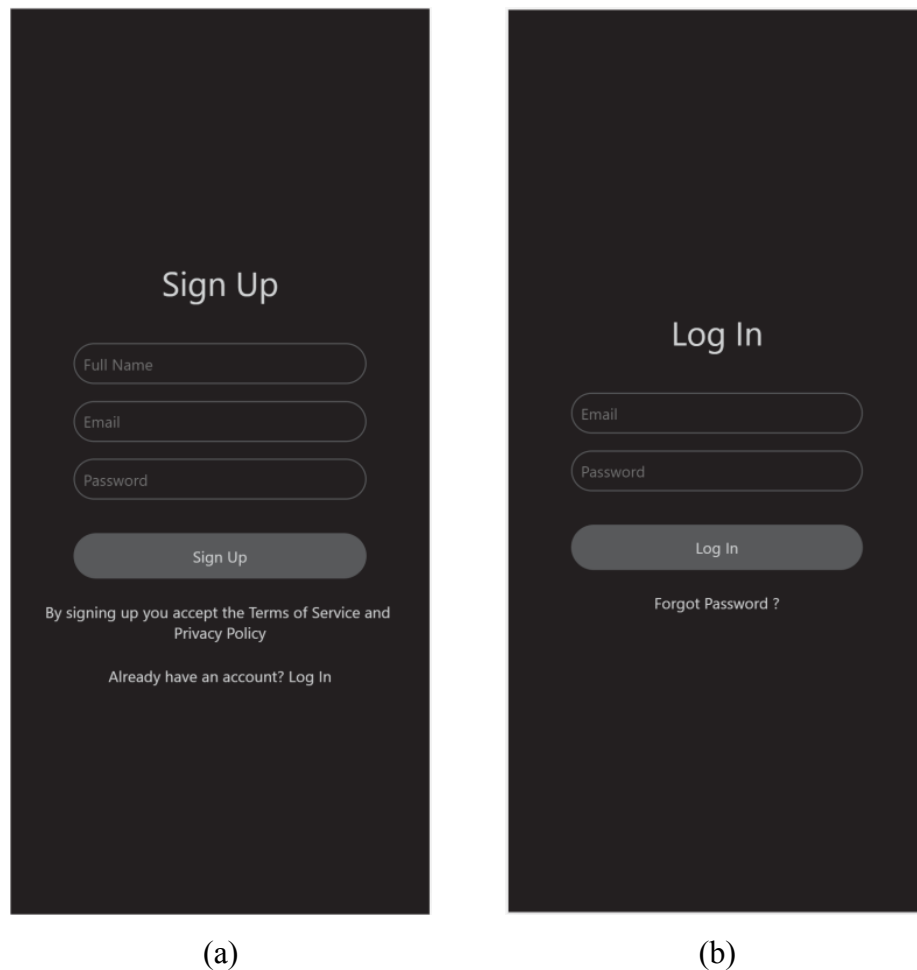 Sign Up
Full Name
Email
Password
Sign Up
By signing up you accept the Terms of Service and
Privacy Policy
Already have an account? Log In
(a)
Log In
Email
Password
Log In
Forgot Password ?
(b)